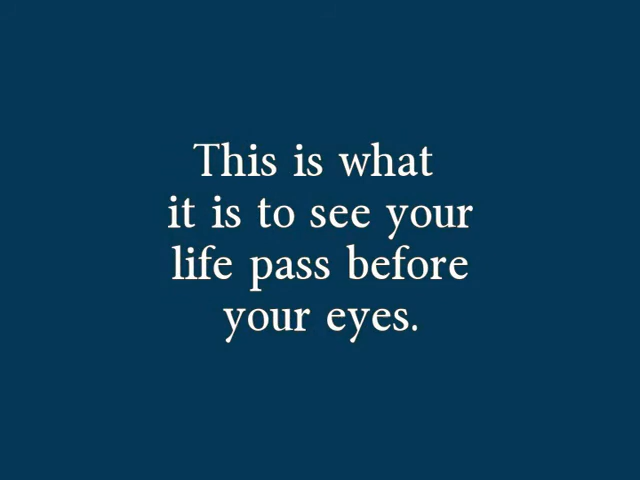 This is what
it is to see your
life pass before
your eyes.